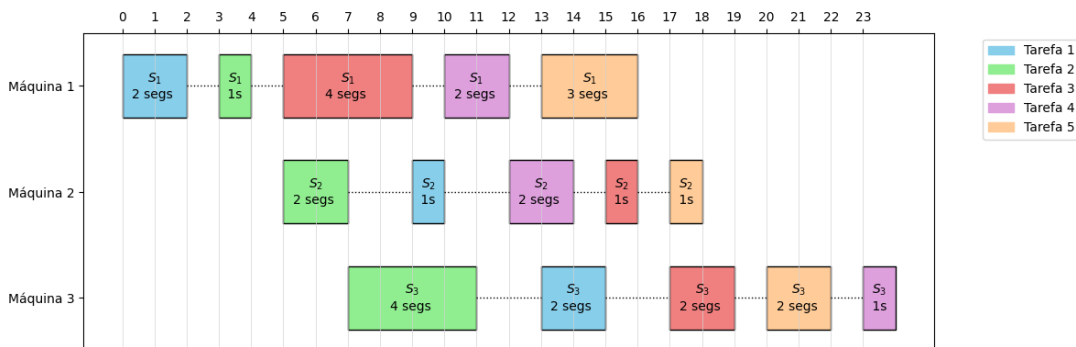 0 1 2 3 4 5 6 7 8 9 10 11 12 13 14 15 16 17 18 19 20 21 22 23
Máquina 1
S₁
2 segs
S₁
1s
S₁
4 segs
S₁
2 segs
S₁
3 segs
Máquina 2
S₂
2 segs
S₂
1s
S₂
2 segs
S₂
1s
S₂
1s
Máquina 3
S₃
4 segs
S₃
2 segs
S₃
2 segs
S₃
2 segs
S₃
1s
Tarefa 1
Tarefa 2
Tarefa 3
Tarefa 4
Tarefa 5